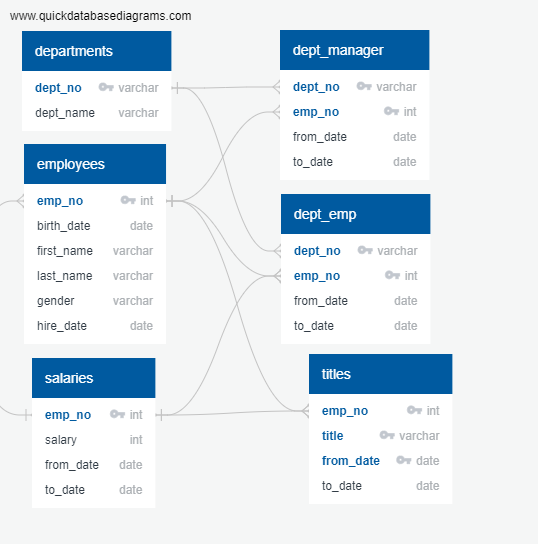 www.quickdatabasediagrams.com
departments
dept_no varchar
dept_name varchar
employees
emp_no int
birth_date date
first_name varchar
last_name varchar
gender varchar
hire_date date
salaries
emp_no int
salary int
from_date date
to_date date
dept_manager
dept_no varchar
emp_no int
from_date date
to_date date
dept_emp
dept_no varchar
emp_no int
from_date date
to_date date
titles
emp_no int
title varchar
from_date date
to_date date